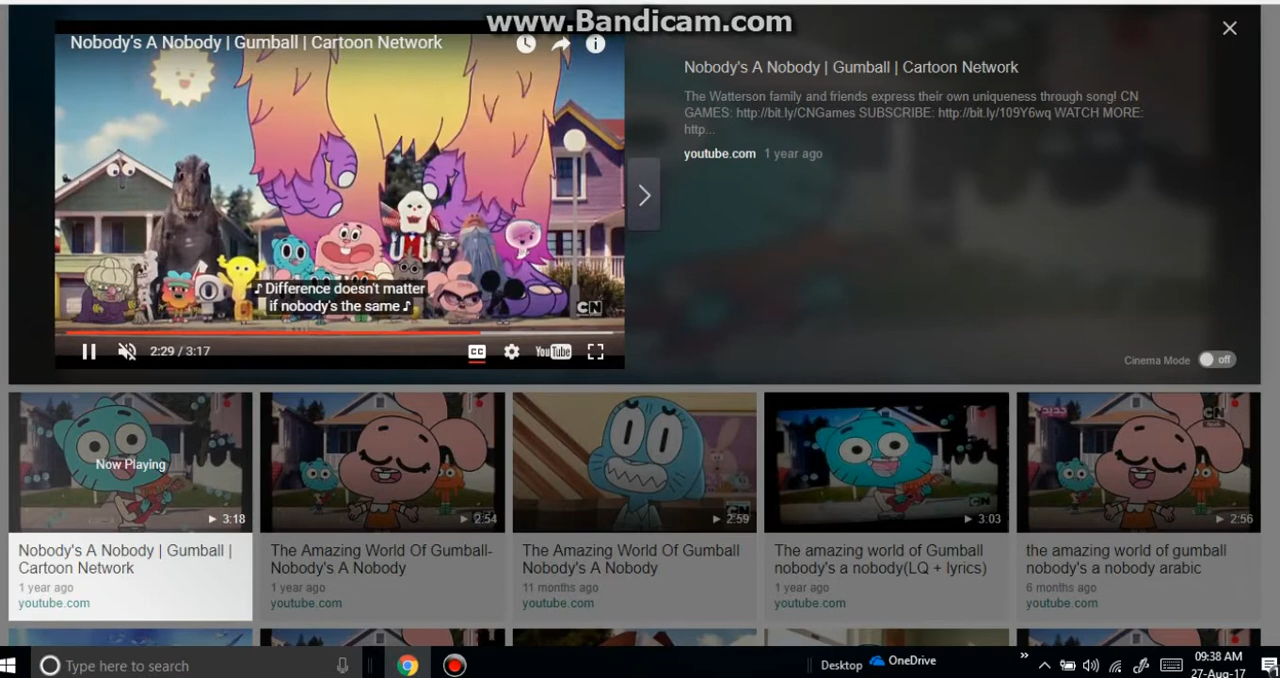 www.Bandicam.com
Nobody's A Nobody | Gumball | Cartoon Network
♪ Difference doesn't matter
if nobody's the same ♪
CN
2:29 / 3:17
CC
YouTube
Nobody's A Nobody | Gumball | Cartoon Network
The Watterson family and friends express their own uniqueness through song! CN
GAMES: http://bit.ly/CNGames SUBSCRIBE: http://bit.ly/109Y6wq WATCH MORE:
http...
youtube.com 1 year ago
Cinema Mode off
Now Playing
3:18
Nobody's A Nobody | Gumball |
Cartoon Network
1 year ago
youtube.com
2:54
The Amazing World Of Gumball-
Nobody's A Nobody
1 year ago
youtube.com
CN
2:59
The Amazing World Of Gumball
Nobody's A Nobody
11 months ago
youtube.com
CN
3:03
The amazing world of Gumball
nobody's a nobody(LQ + lyrics)
1 year ago
youtube.com
جديد
CN
2:56
the amazing world of gumball
nobody's a nobody arabic
6 months ago
youtube.com
Type here to search
Desktop
OneDrive
09:38 AM
27-Aug-17